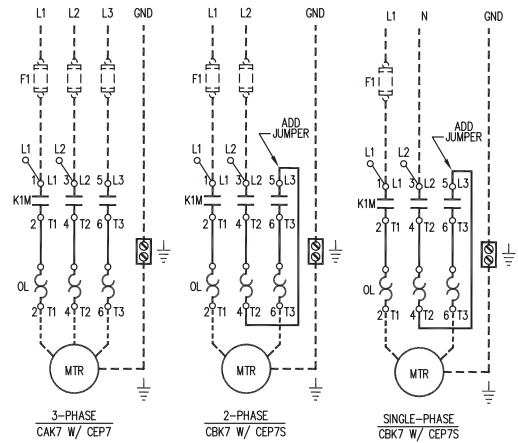 L1 L2 L3 GND
F1
L1 L2
1 L1 3 L2 5 L3
K1M
2 T1 4 T2 6 T3
OL
2 T1 4 T2 6 T3
MTR
3-PHASE
CAK7 W/ CEP7
L1 L2 GND
F1
ADD
JUMPER
L1 L2
1 L1 3 L2 5 L3
K1M
2 T1 4 T2 6 T3
OL
2 T1 4 T2 6 T3
MTR
2-PHASE
CBK7 W/ CEP7S
L1 N GND
F1
ADD
JUMPER
L1 L2
1 L1 3 L2 5 L3
K1M
2 T1 4 T2 6 T3
OL
2 T1 4 T2 6 T3
MTR
SINGLE-PHASE
CBK7 W/ CEP7S